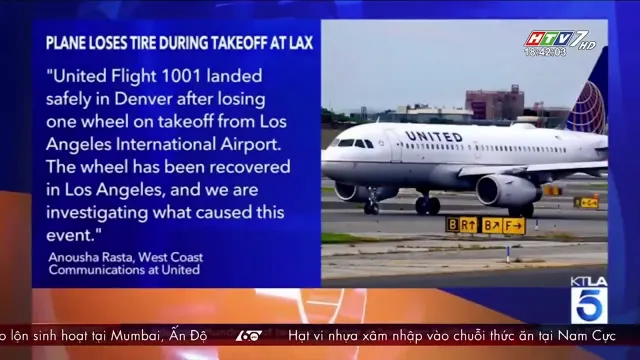 PLANE LOSES TIRE DURING TAKEOFF AT LAX
HTV7 HD
18:42:03
"United Flight 1001 landed
safely in Denver after losing
one wheel on takeoff from Los
Angeles International Airport.
The wheel has been recovered
in Los Angeles, and we are
investigating what caused this
event."
Anousha Rasta, West Coast
Communications at United
UNITED
B R B F
KTLA
5
lộn sinh hoạt tại Mumbai, Ấn Độ
60
Hạt vi nhựa xâm nhập vào chuỗi thức ăn tại Nam Cực